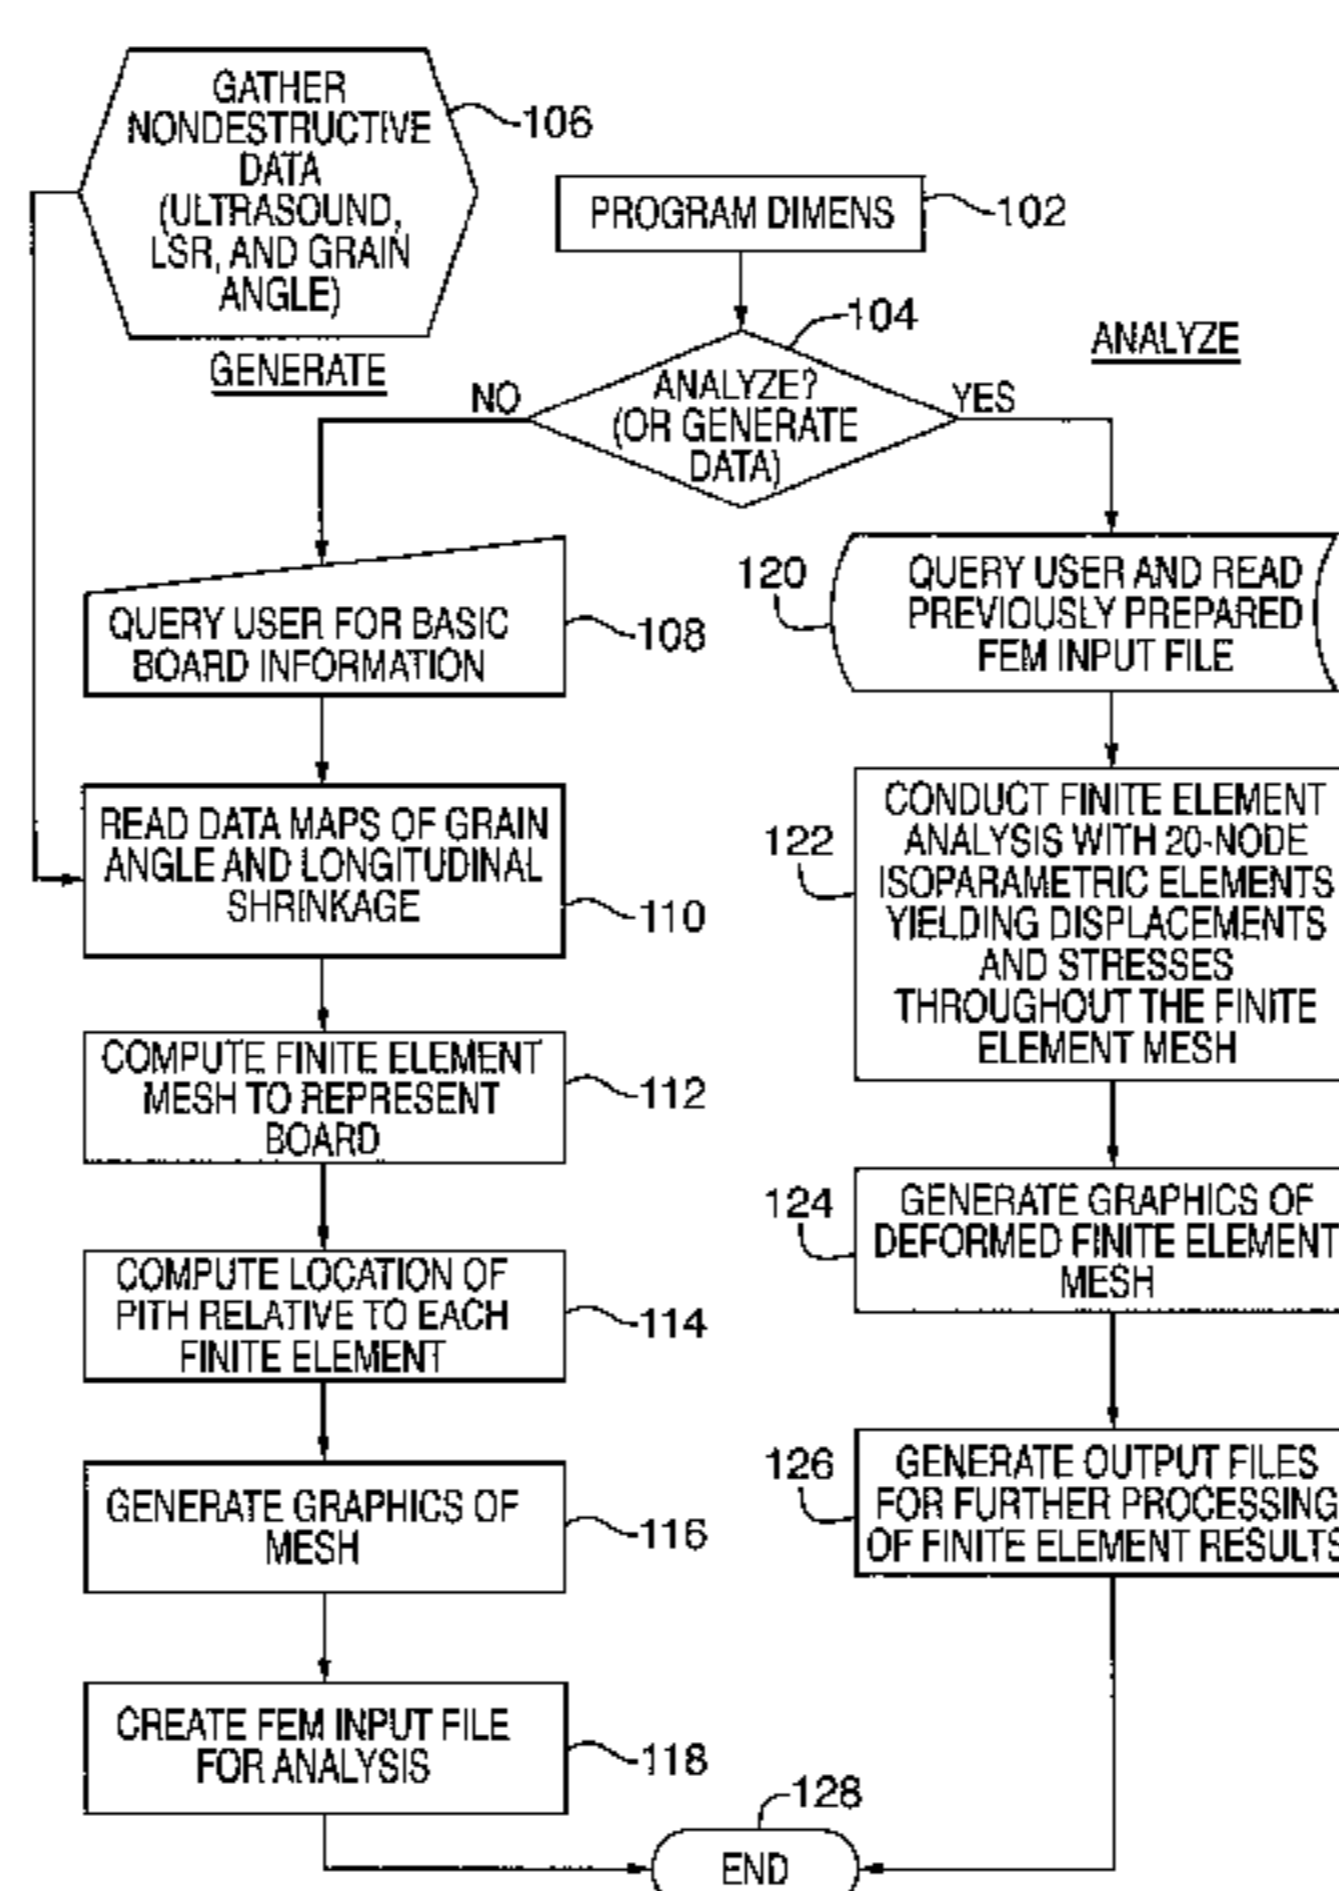 GATHER
NONDESTRUCTIVE
DATA
(ULTRASOUND,
LSR, AND GRAIN
ANGLE)
106
PROGRAM DIMENS
102
104
GENERATE
ANALYZE
NO
ANALYZE?
(OR GENERATE
DATA)
YES
QUERY USER FOR BASIC
BOARD INFORMATION
108
READ DATA MAPS OF GRAIN
ANGLE AND LONGITUDINAL
SHRINKAGE
110
COMPUTE FINITE ELEMENT
MESH TO REPRESENT
BOARD
112
COMPUTE LOCATION OF
PITH RELATIVE TO EACH
FINITE ELEMENT
114
GENERATE GRAPHICS OF
MESH
116
CREATE FEM INPUT FILE
FOR ANALYSIS
118
120
QUERY USER AND READ
PREVIOUSLY PREPARED
FEM INPUT FILE
122
CONDUCT FINITE ELEMENT
ANALYSIS WITH 20-NODE
ISOPARAMETRIC ELEMENTS
YIELDING DISPLACEMENTS
AND STRESSES
THROUGHOUT THE FINITE
ELEMENT MESH
124
GENERATE GRAPHICS OF
DEFORMED FINITE ELEMENT
MESH
126
GENERATE OUTPUT FILES
FOR FURTHER PROCESSING
OF FINITE ELEMENT RESULTS
128
END